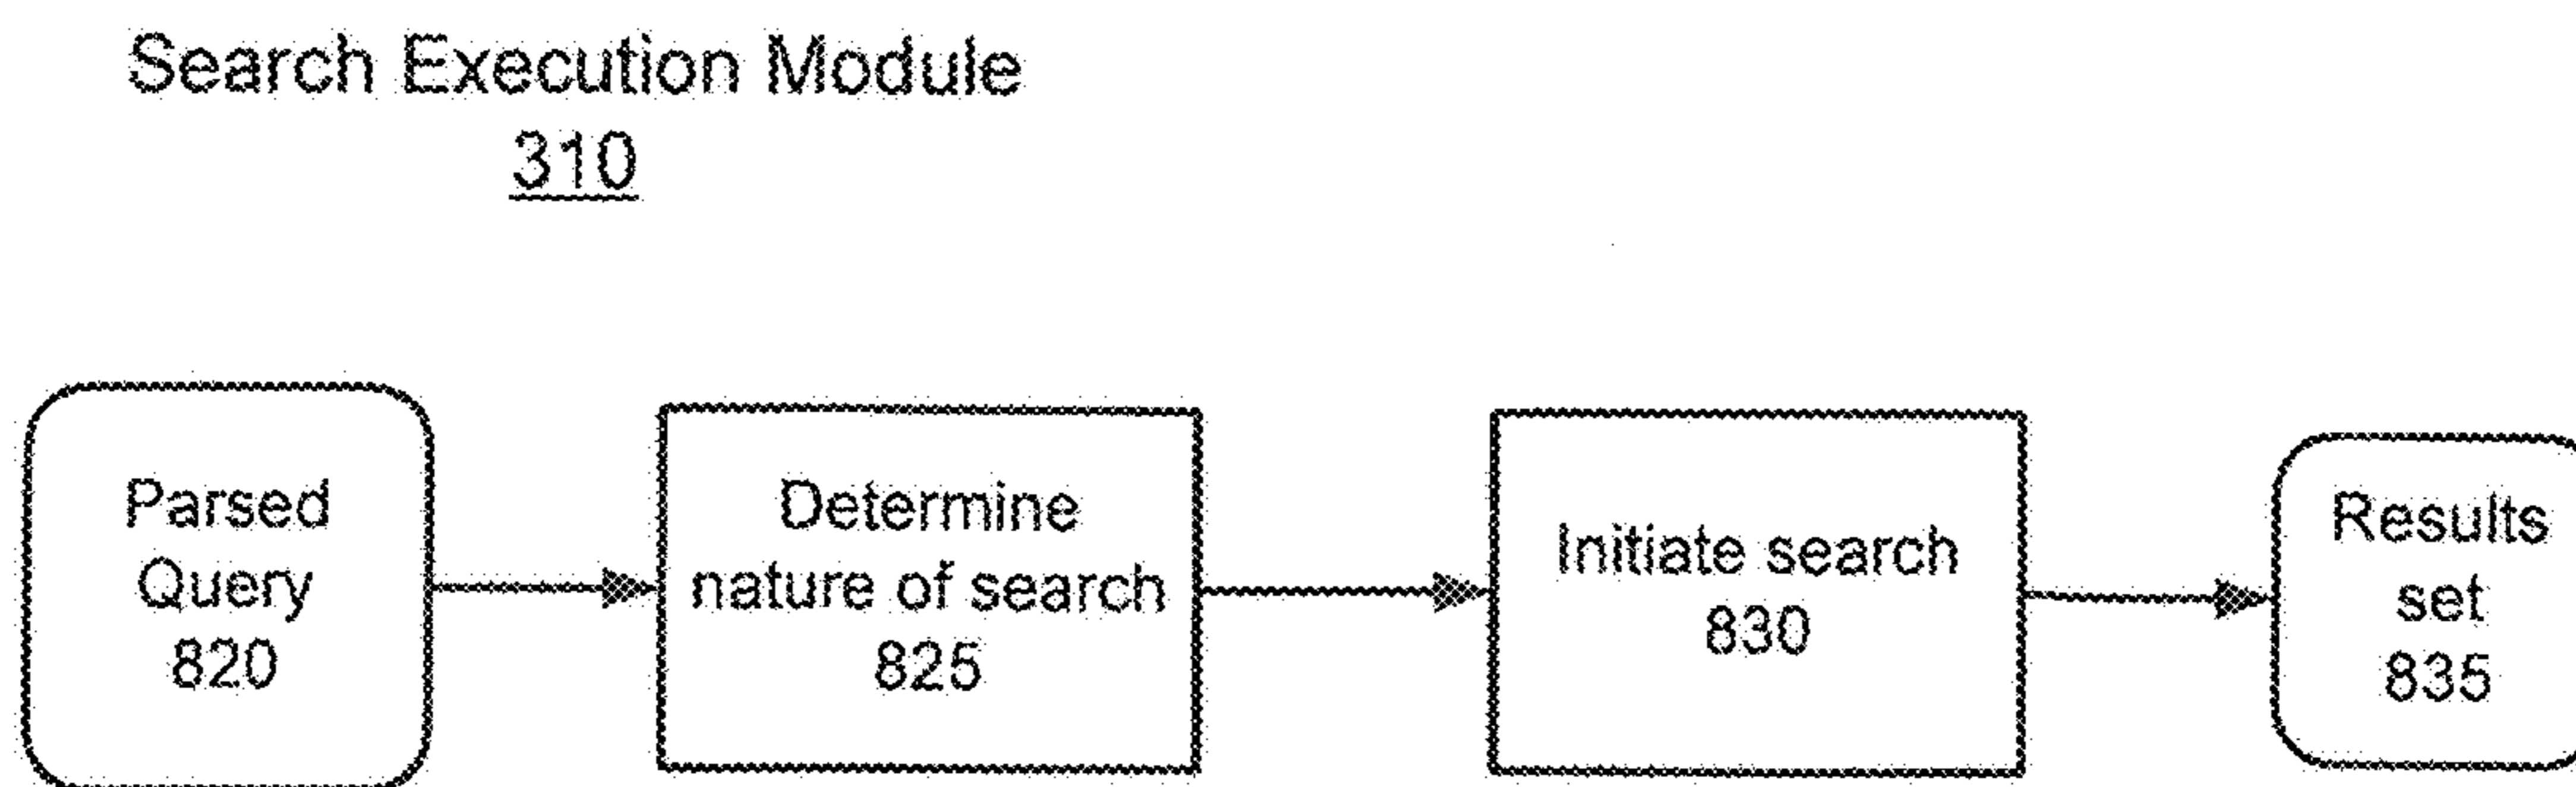 Search Execution Module
310
Parsed
Query
820
Determine
nature of search
825
Initiate search
830
Results
set
835